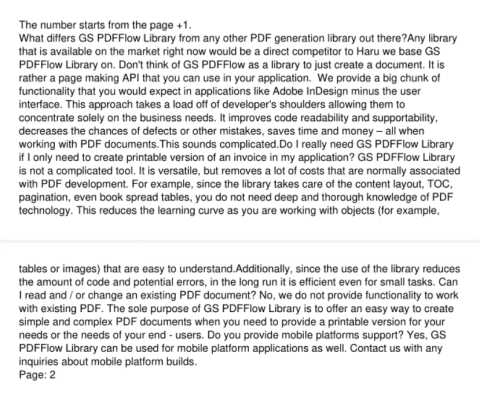 The number starts from the page +1.
What differs GS PDFFlow Library from any other PDF generation library out there?Any library
that is available on the market right now would be a direct competitor to Haru we base GS
PDFFlow Library on. Don't think of GS PDFFlow as a library to just create a document. It is
rather a page making API that you can use in your application.  We provide a big chunk of
functionality that you would expect in applications like Adobe InDesign minus the user
interface. This approach takes a load off of developer's shoulders allowing them to
concentrate solely on the business needs. It improves code readability and supportability,
decreases the chances of defects or other mistakes, saves time and money – all when
working with PDF documents.This sounds complicated.Do I really need GS PDFFlow Library
if I only need to create printable version of an invoice in my application? GS PDFFlow Library
is not a complicated tool. It is versatile, but removes a lot of costs that are normally associated
with PDF development. For example, since the library takes care of the content layout, TOC,
pagination, even book spread tables, you do not need deep and thorough knowledge of PDF
technology. This reduces the learning curve as you are working with objects (for example,
tables or images) that are easy to understand.Additionally, since the use of the library reduces
the amount of code and potential errors, in the long run it is efficient even for small tasks. Can
I read and / or change an existing PDF document? No, we do not provide functionality to work
with existing PDF. The sole purpose of GS PDFFlow Library is to offer an easy way to create
simple and complex PDF documents when you need to provide a printable version for your
needs or the needs of your end - users. Do you provide mobile platforms support? Yes, GS
PDFFlow Library can be used for mobile platform applications as well. Contact us with any
inquiries about mobile platform builds.
Page: 2